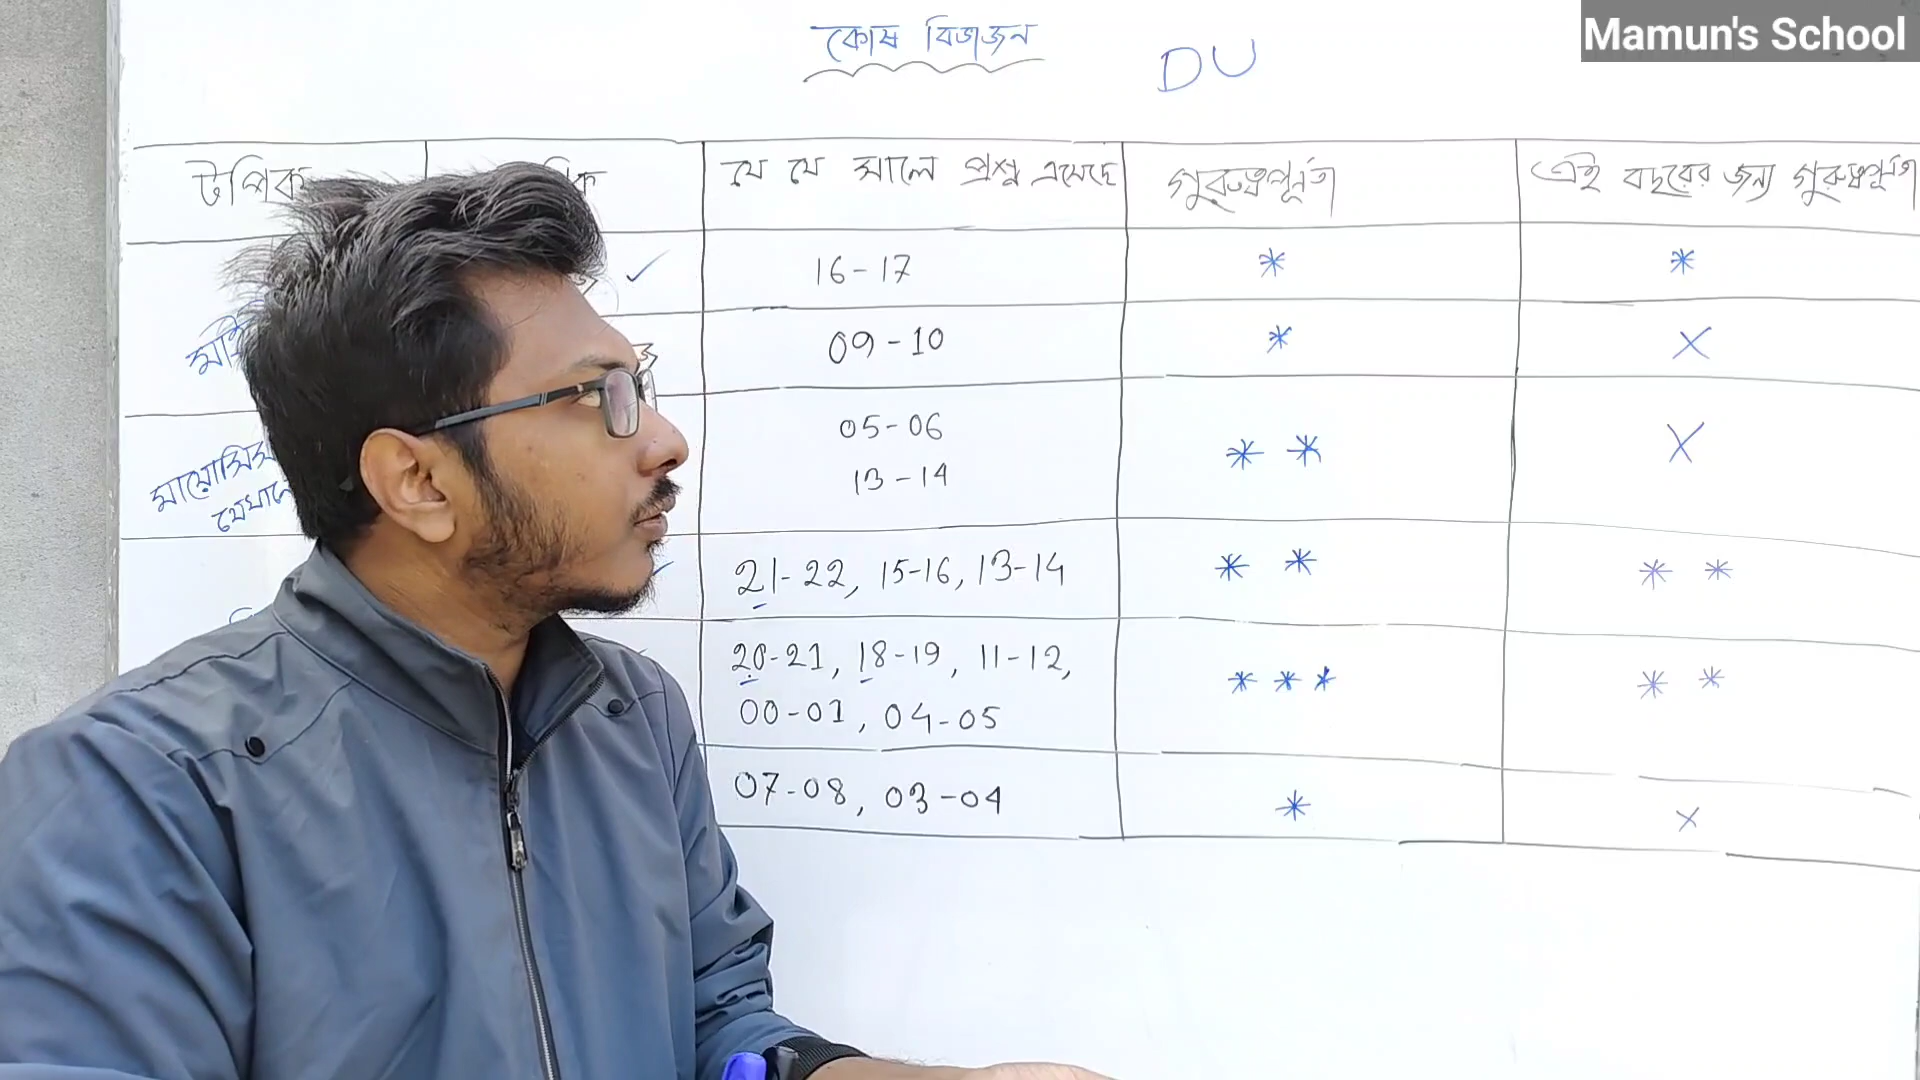 Mamun's School
কোষ বিভাজন
DU
টপিক
যে যে সালে প্রশ্ন এসেছে
গুরুত্বপূর্ণতা
এই বছরের জন্য গুরুত্বপূর্ণতা
16-17
*
*
09-10
*
X
05-06
13-14
* *
X
মায়োসিস
যেখানে
21-22, 15-16, 13-14
* *
* *
20-21, 18-19, 11-12,
00-01, 04-05
* * *
* *
07-08, 03-04
*
X